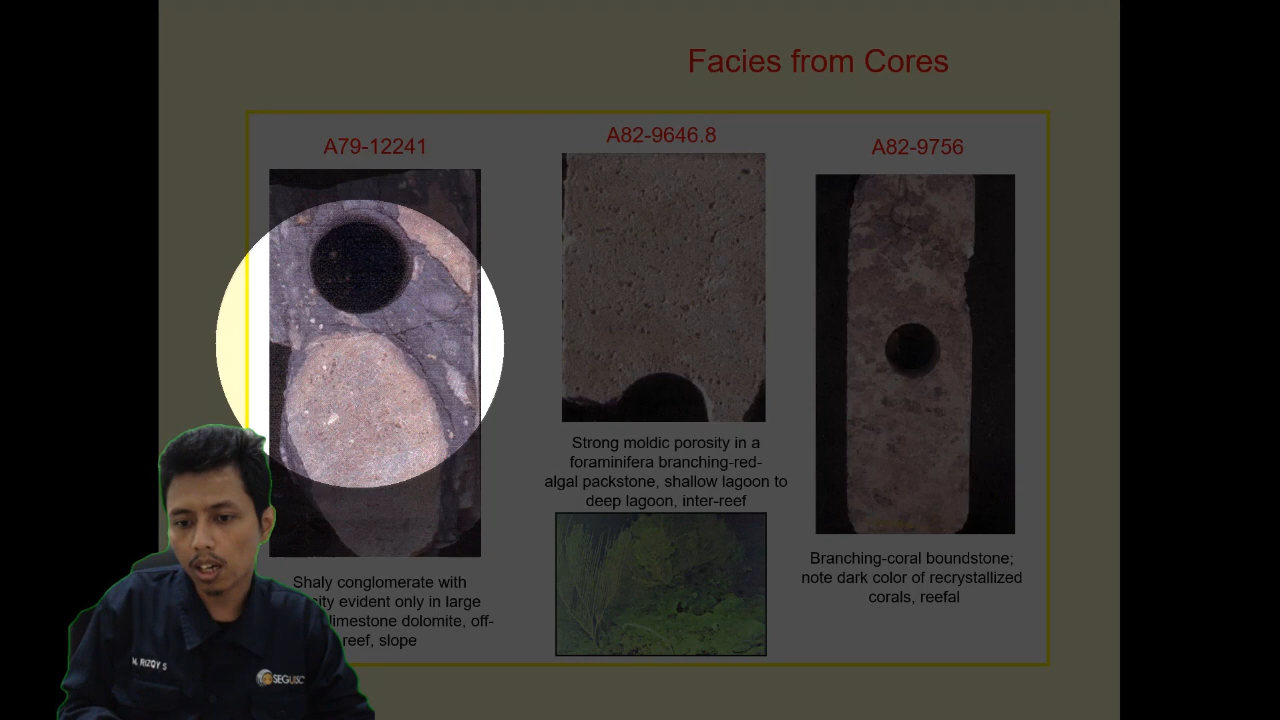 Facies from Cores
A79-12241
A82-9646.8
A82-9756
Shaly conglomerate with
evident only in large
limestone dolomite, off-
reef, slope
Strong moldic porosity in a
foraminifera branching-red-
algal packstone, shallow lagoon to
deep lagoon, inter-reef
Branching-coral boundstone;
note dark color of recrystallized
corals, reefal
M. RIZQY S